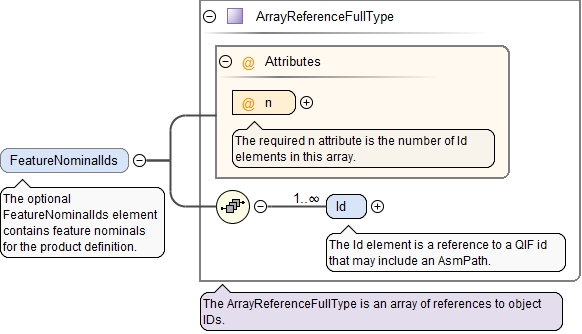 ArrayReferenceFullType
@ Attributes
@ n
The required n attribute is the number of Id
elements in this array.
FeatureNominalIds
The optional
FeatureNominalIds element
contains feature nominals
for the product definition.
1..∞
Id
The Id element is a reference to a QIF id
that may include an AsmPath.
The ArrayReferenceFullType is an array of references to object
IDs.